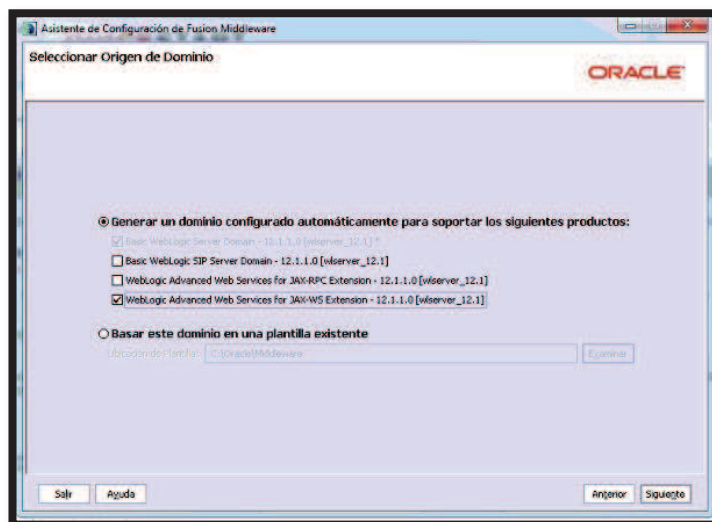 Asistente de Configuración de Fusion Middleware
Seleccionar Origen de Dominio
ORACLE
Generar un dominio configurado automáticamente para soportar los siguientes productos:
Basic WebLogic Server Domain - 12.1.1.0 [wlserver_12.1] *
Basic WebLogic SIP Server Domain - 12.1.1.0 [wlserver_12.1]
WebLogic Advanced Web Services for JAX-RPC Extension - 12.1.1.0 [wlserver_12.1]
WebLogic Advanced Web Services for JAX-WS Extension - 12.1.1.0 [wlserver_12.1]
Basar este dominio en una plantilla existente
Ubicación de Plantilla: C:\Oracle\Middleware Examinar
Salir Ayuda Anterior Siguiente